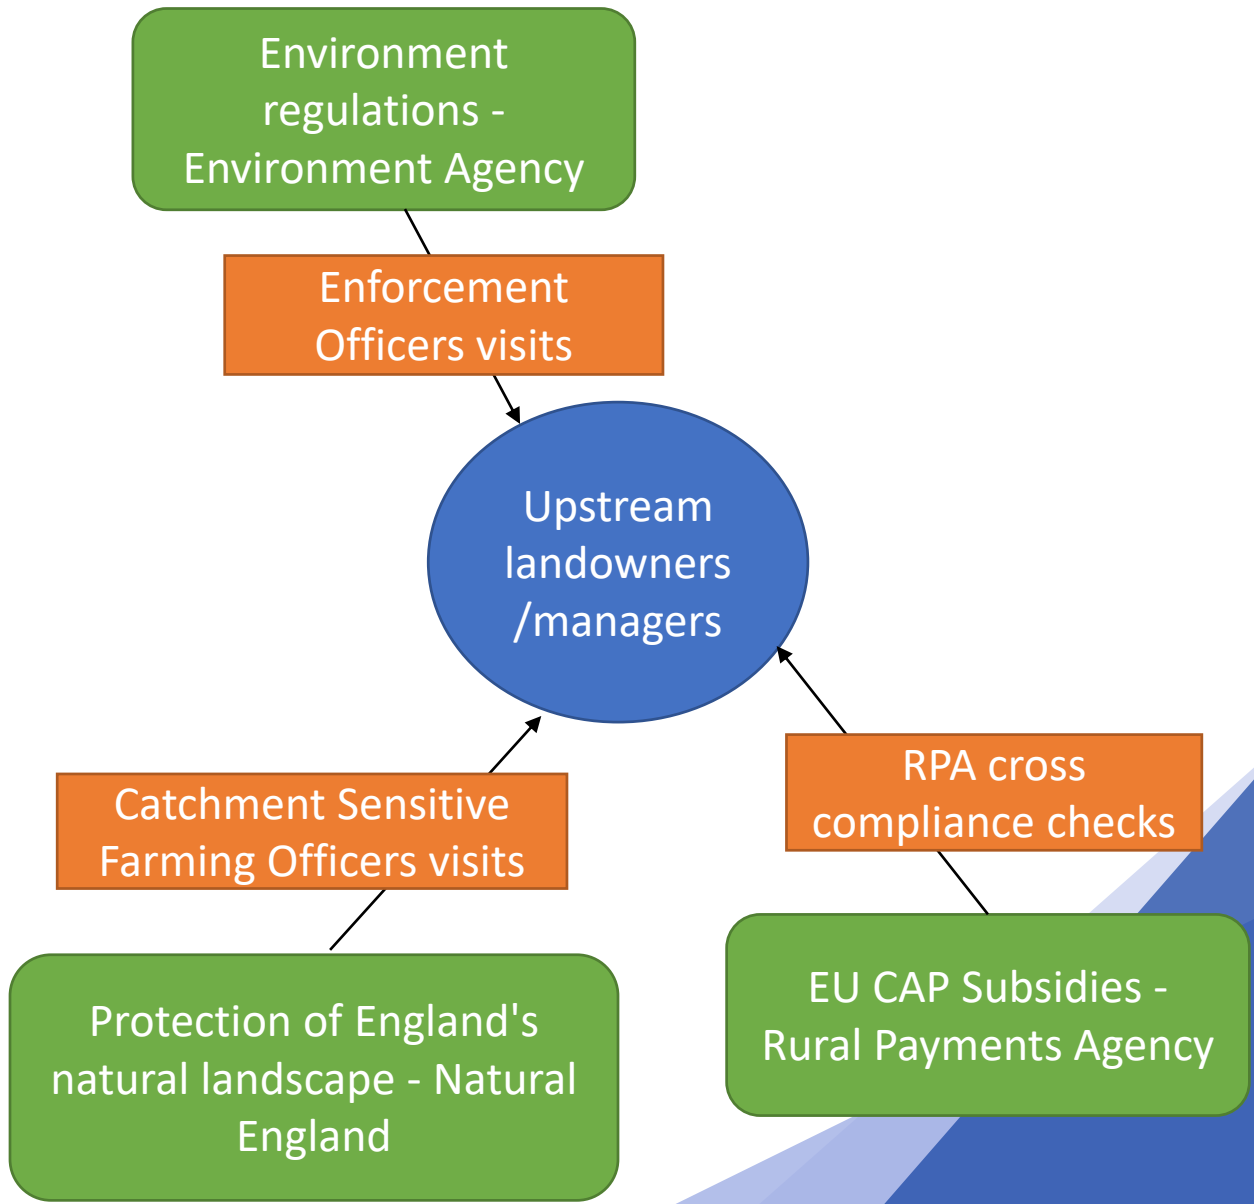 Environment
regulations -
Environment Agency
Enforcement
Officers visits
Upstream
landowners
/managers
RPA cross
compliance checks
Catchment Sensitive
Farming Officers visits
EU CAP Subsidies -
Rural Payments Agency
Protection of England's
natural landscape - Natural
England